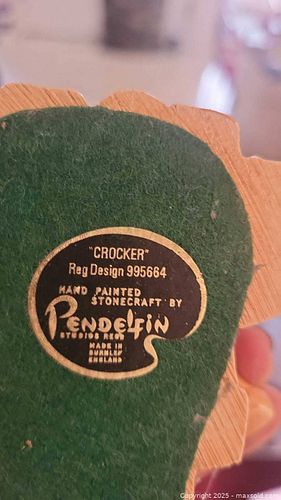 "CROCKER"
Reg Design 995664
HAND PAINTED
STONECRAFT BY
PENDELFIN
STUDIOS REGD
MADE IN
BURNLEY
ENGLAND
Copyright 2025 - maxsold.com